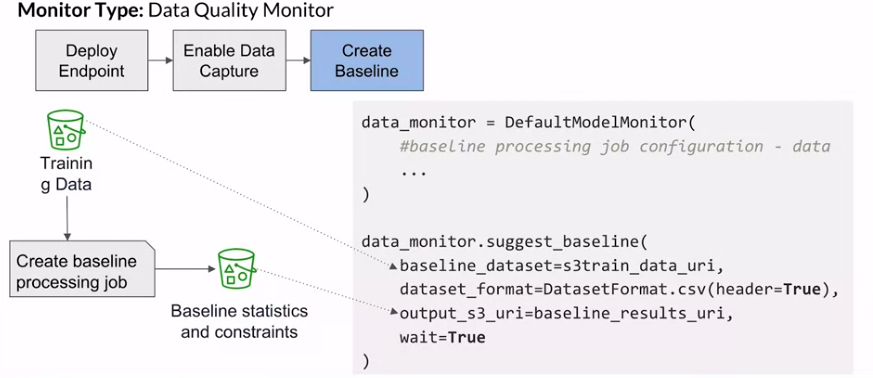 Monitor Type: Data Quality Monitor
Deploy
Endpoint
Enable Data
Capture
Create
Baseline
Trainin
g Data
Create baseline
processing job
Baseline statistics
and constraints
data_monitor = DefaultModelMonitor(
#baseline processing job configuration - data
...
)
data_monitor.suggest_baseline(
baseline_dataset=s3train_data_uri,
dataset_format=DatasetFormat.csv(header=True),
output_s3_uri=baseline_results_uri,
wait=True
)